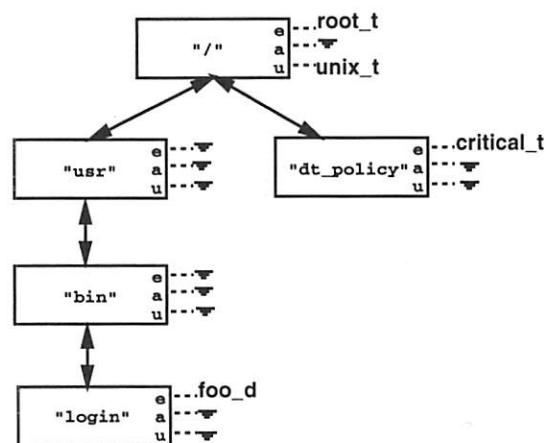 e root_t
"/" a
u unix_t
e
"usr" a
u
e critical_t
"dt_policy" a
u
e
"bin" a
u
e foo_d
"login" a
u